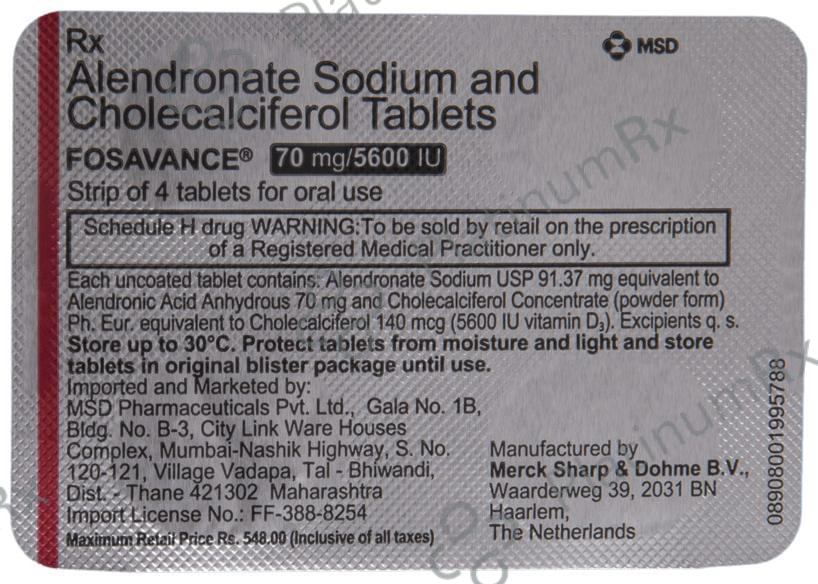 Rx
MSD
Alendronate Sodium and
Cholecalciferol Tablets
FOSAVANCE® 70 mg/5600 IU
Strip of 4 tablets for oral use
Schedule H drug WARNING:To be sold by retail on the prescription
of a Registered Medical Practitioner only.
Each uncoated tablet contains: Alendronate Sodium USP 91.37 mg equivalent to
Alendronic Acid Anhydrous 70 mg and Cholecalciferol Concentrate (powder form)
Ph. Eur. equivalent to Cholecalciferol 140 mcg (5600 IU vitamin D₃). Excipients q. s.
Store up to 30°C. Protect tablets from moisture and light and store
tablets in original blister package until use.
Imported and Marketed by:
MSD Pharmaceuticals Pvt. Ltd., Gala No. 1B,
Bldg. No. B-3, City Link Ware Houses
Complex, Mumbai-Nashik Highway, S. No.
120-121, Village Vadapa, Tal - Bhiwandi,
Dist. - Thane 421302 Maharashtra
Import License No.: FF-388-8254
Maximum Retail Price Rs. 548.00 (Inclusive of all taxes)
Manufactured by
Merck Sharp & Dohme B.V.,
Waarderweg 39, 2031 BN
Haarlem,
The Netherlands
089080001995788
PlatinumRx